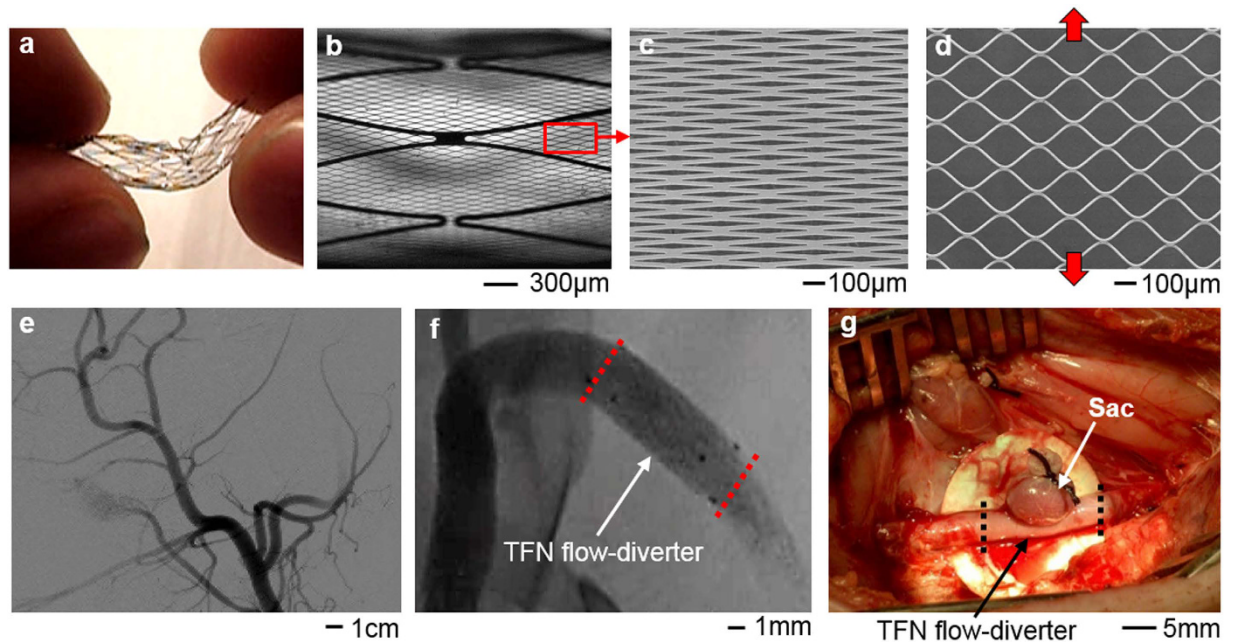 a
b
c
d
300µm
100µm
100µm
e
f
g
Sac
TFN flow-diverter
1cm
1mm
5mm
TFN flow-diverter